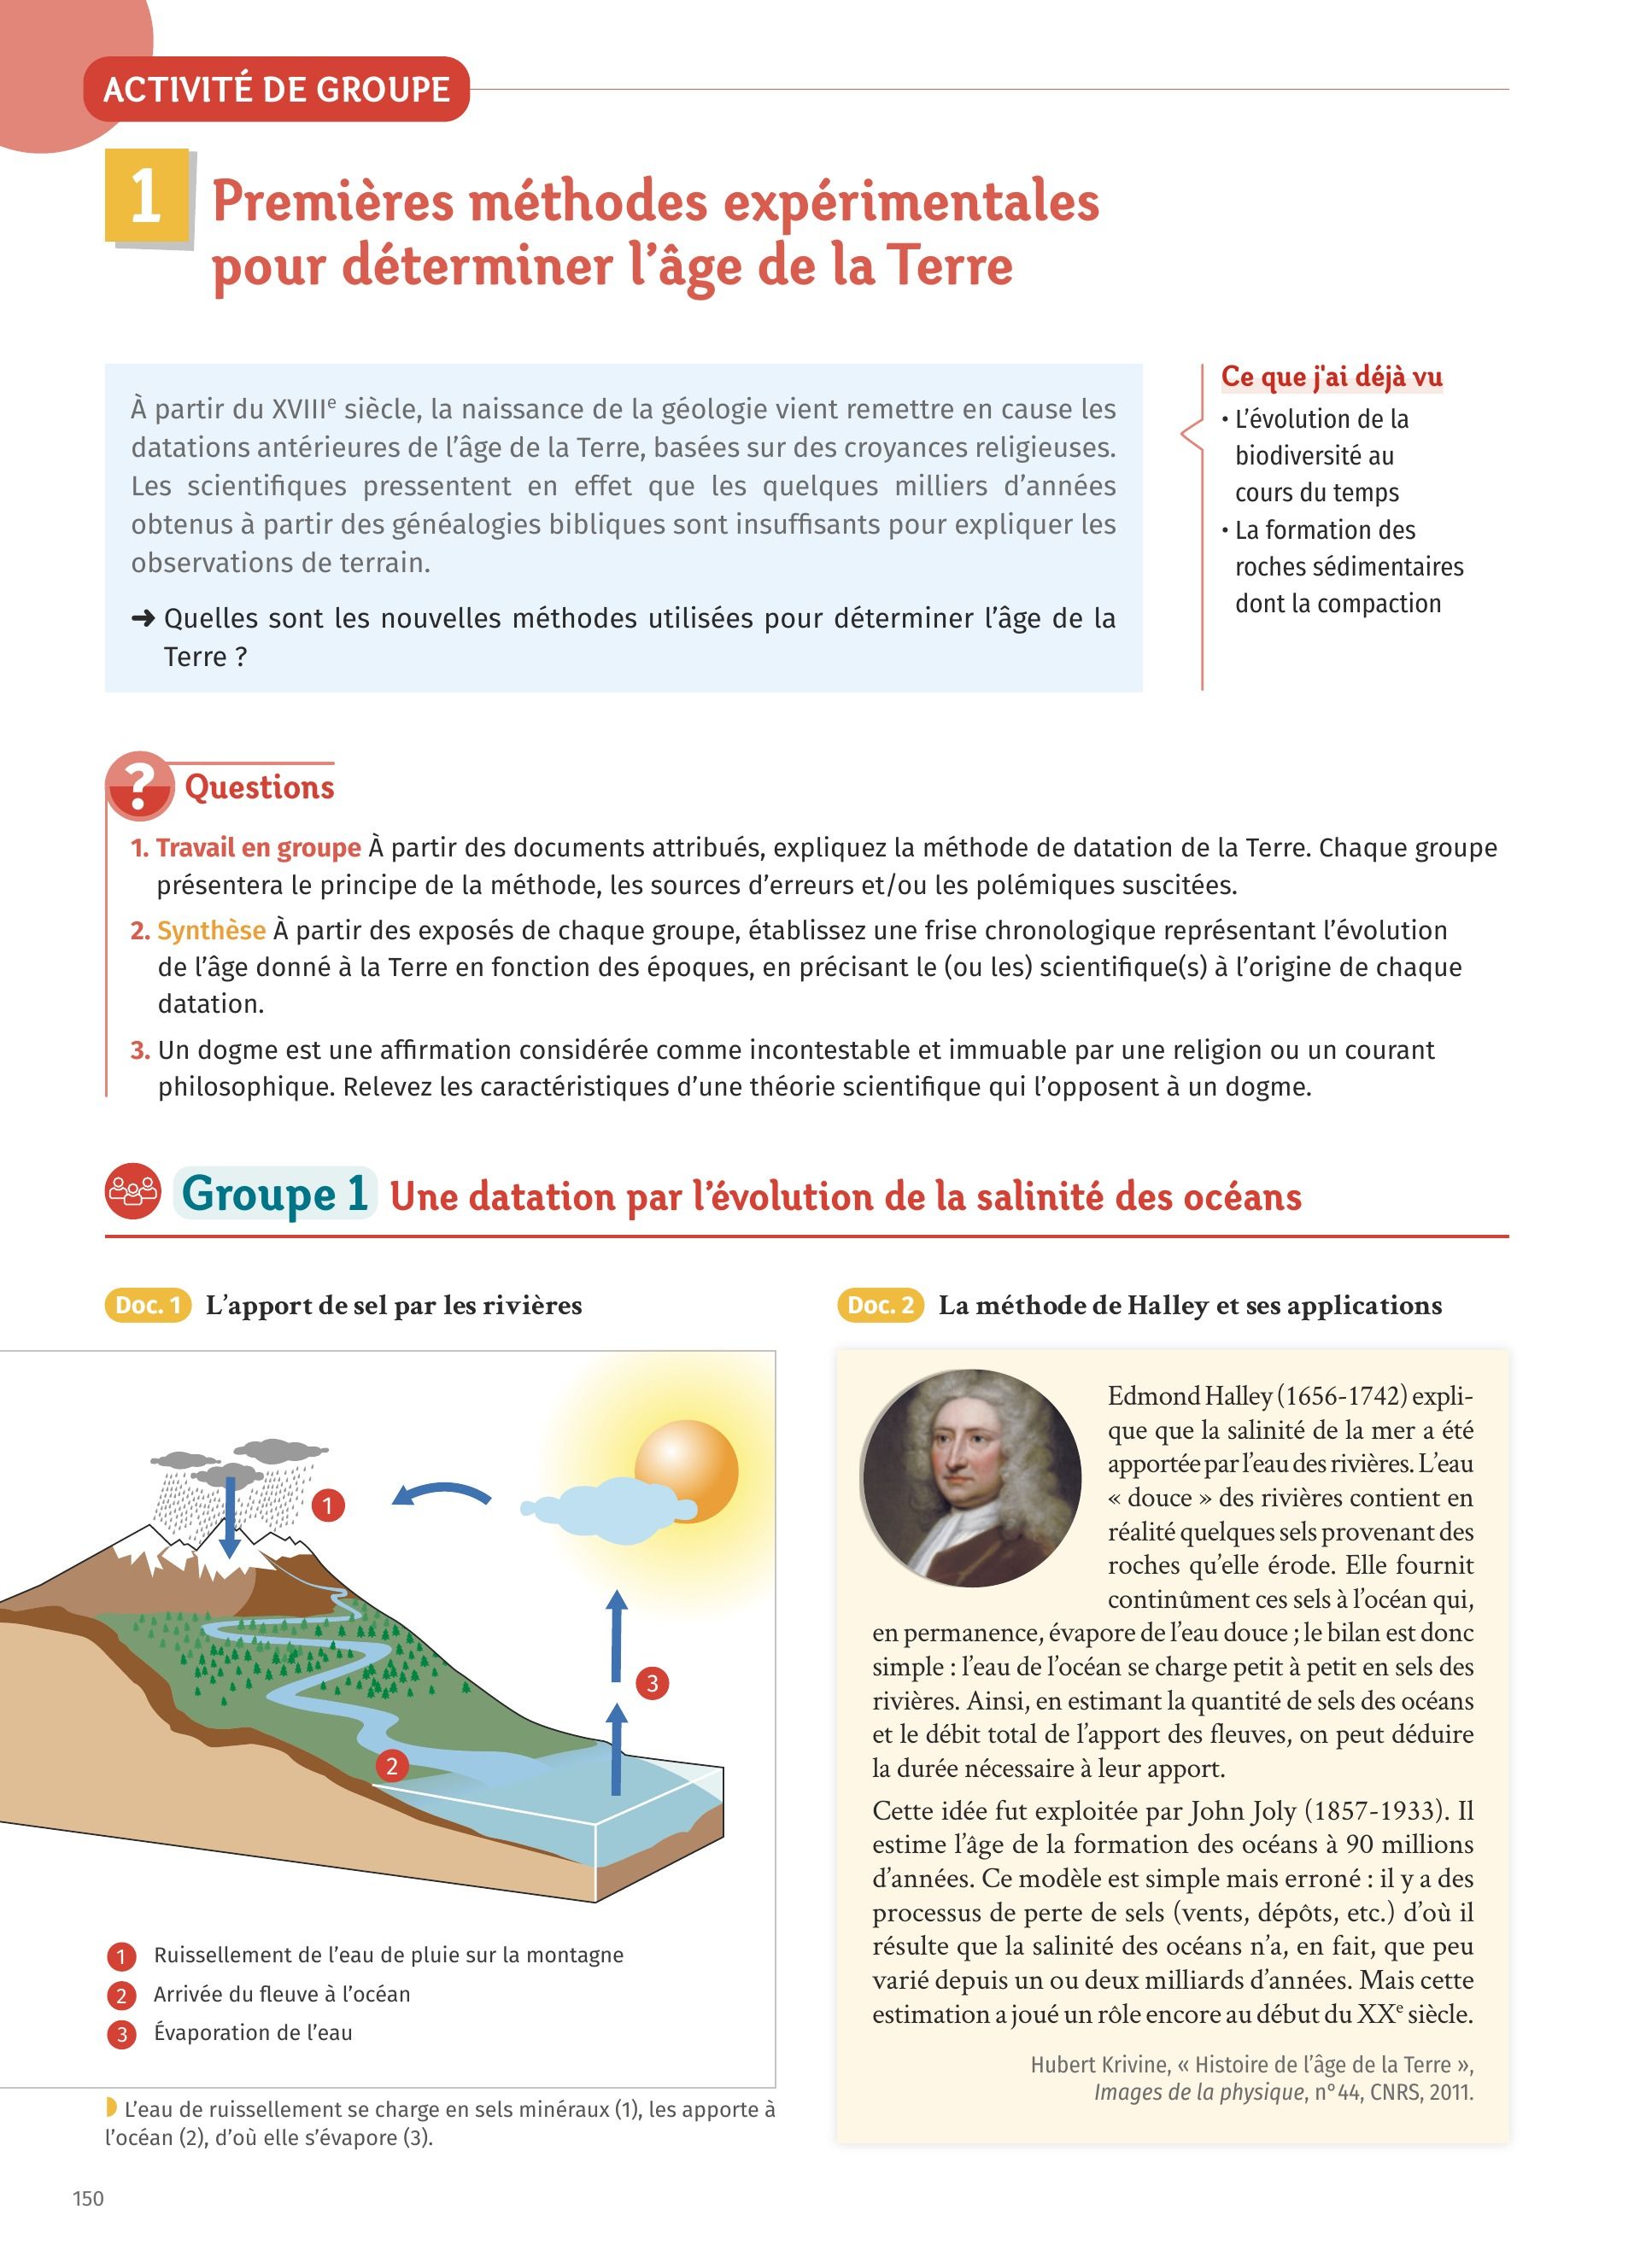 ACTIVITÉ DE GROUPE
1
Premières méthodes expérimentales
pour déterminer l'âge de la Terre
À partir du XVIIIe siècle, la naissance de la géologie vient remettre en cause les
datations antérieures de l'âge de la Terre, basées sur des croyances religieuses.
Les scientifiques pressentent en effet que les quelques milliers d'années
obtenus à partir des généalogies bibliques sont insuffisants pour expliquer les
observations de terrain.
➜ Quelles sont les nouvelles méthodes utilisées pour déterminer l'âge de la
Terre ?
Ce que j'ai déjà vu
• L'évolution de la
biodiversité au
cours du temps
• La formation des
roches sédimentaires
dont la compaction
? Questions
1. Travail en groupe À partir des documents attribués, expliquez la méthode de datation de la Terre. Chaque groupe
présentera le principe de la méthode, les sources d'erreurs et/ou les polémiques suscitées.
2. Synthèse À partir des exposés de chaque groupe, établissez une frise chronologique représentant l'évolution
de l'âge donné à la Terre en fonction des époques, en précisant le (ou les) scientifique(s) à l'origine de chaque
datation.
3. Un dogme est une affirmation considérée comme incontestable et immuable par une religion ou un courant
philosophique. Relevez les caractéristiques d'une théorie scientifique qui l'opposent à un dogme.
Groupe 1 Une datation par l'évolution de la salinité des océans
Doc. 1 L'apport de sel par les rivières
1
3
2
1 Ruissellement de l'eau de pluie sur la montagne
2 Arrivée du fleuve à l'océan
3 Évaporation de l'eau
L'eau de ruissellement se charge en sels minéraux (1), les apporte à
l'océan (2), d'où elle s'évapore (3).
Doc. 2 La méthode de Halley et ses applications
Edmond Halley (1656-1742) expli-
que que la salinité de la mer a été
apportée par l'eau des rivières. L'eau
« douce » des rivières contient en
réalité quelques sels provenant des
roches qu'elle érode. Elle fournit
continûment ces sels à l'océan qui,
en permanence, évapore de l'eau douce ; le bilan est donc
simple : l'eau de l'océan se charge petit à petit en sels des
rivières. Ainsi, en estimant la quantité de sels des océans
et le débit total de l'apport des fleuves, on peut déduire
la durée nécessaire à leur apport.
Cette idée fut exploitée par John Joly (1857-1933). Il
estime l'âge de la formation des océans à 90 millions
d'années. Ce modèle est simple mais erroné : il y a des
processus de perte de sels (vents, dépôts, etc.) d'où il
résulte que la salinité des océans n'a, en fait, que peu
varié depuis un ou deux milliards d'années. Mais cette
estimation a joué un rôle encore au début du XXe siècle.
Hubert Krivine, « Histoire de l'âge de la Terre »,
Images de la physique, n°44, CNRS, 2011.
150